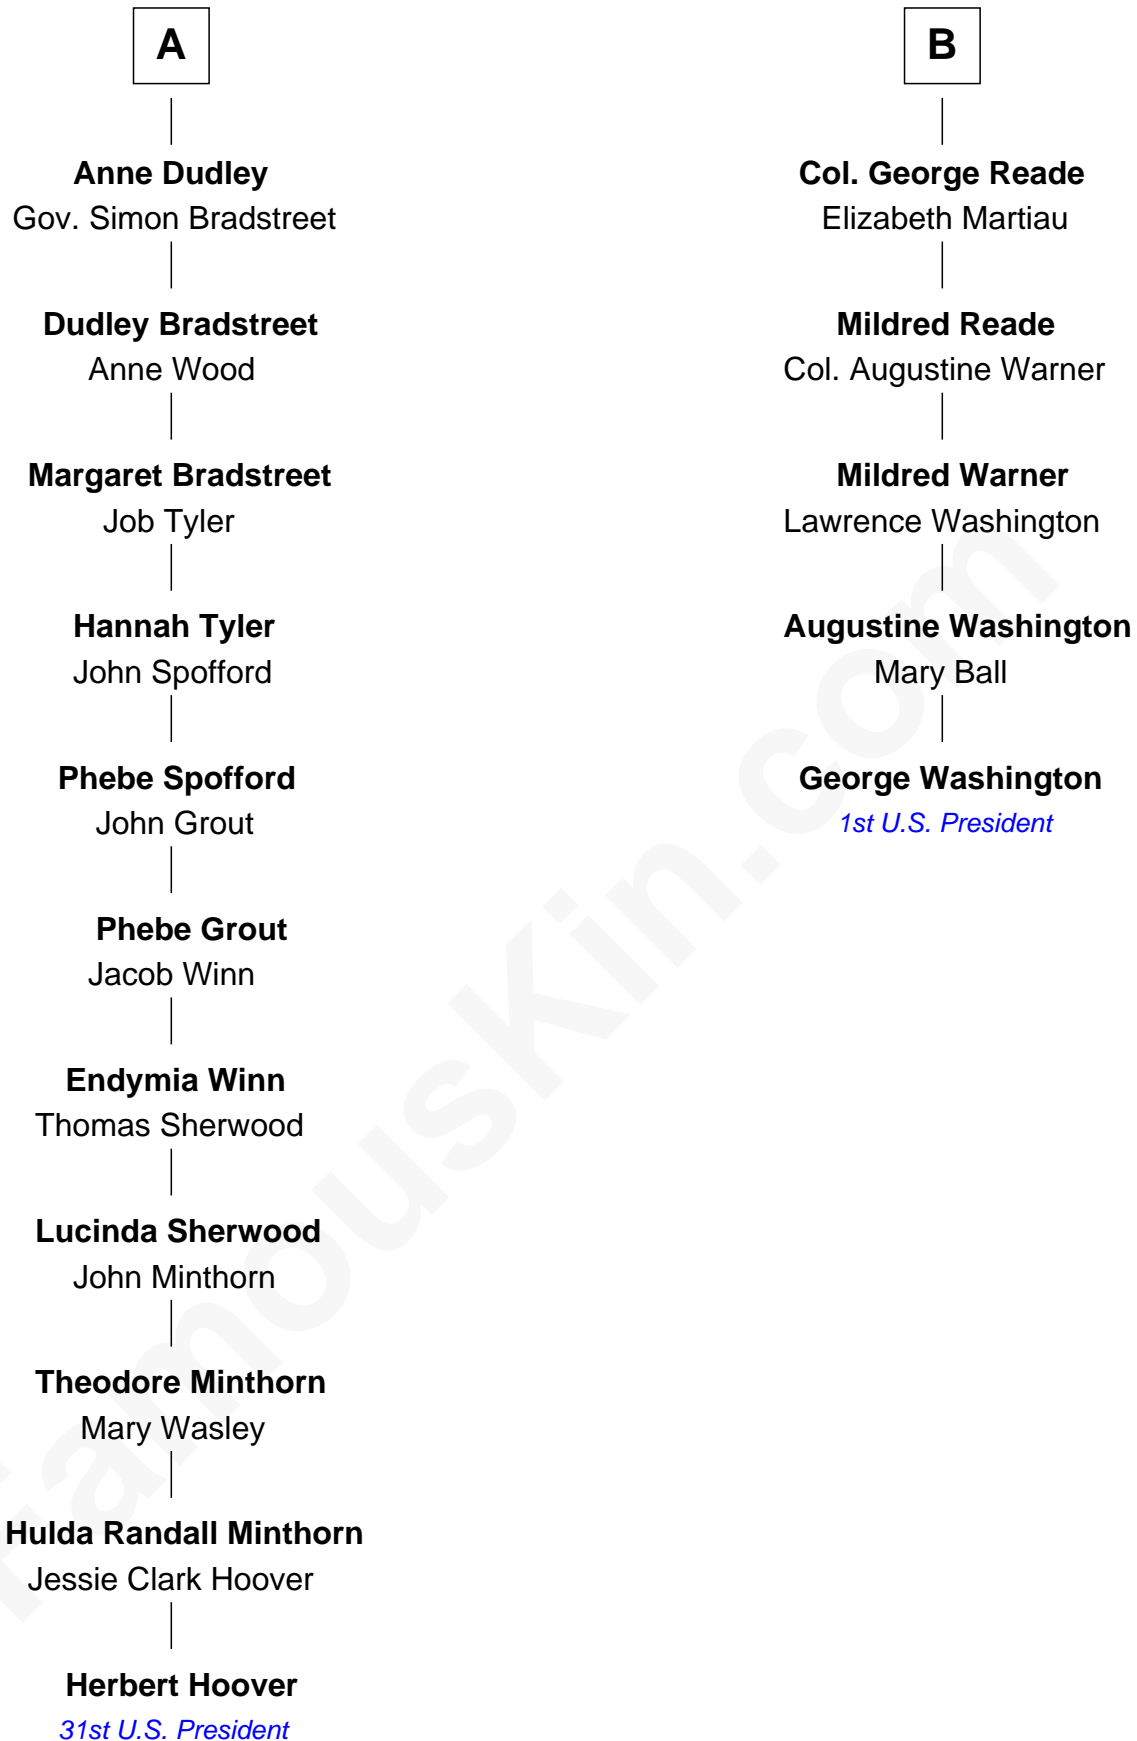 A
Anne Dudley
Gov. Simon Bradstreet
Dudley Bradstreet
Anne Wood
Margaret Bradstreet
Job Tyler
Hannah Tyler
John Spofford
Phebe Spofford
John Grout
Phebe Grout
Jacob Winn
Endymia Winn
Thomas Sherwood
Lucinda Sherwood
John Minthorn
Theodore Minthorn
Mary Wasley
Hulda Randall Minthorn
Jessie Clark Hoover
Herbert Hoover
31st U.S. President
B
Col. George Reade
Elizabeth Martiau
Mildred Reade
Col. Augustine Warner
Mildred Warner
Lawrence Washington
Augustine Washington
Mary Ball
George Washington
1st U.S. President
FamousKin.com